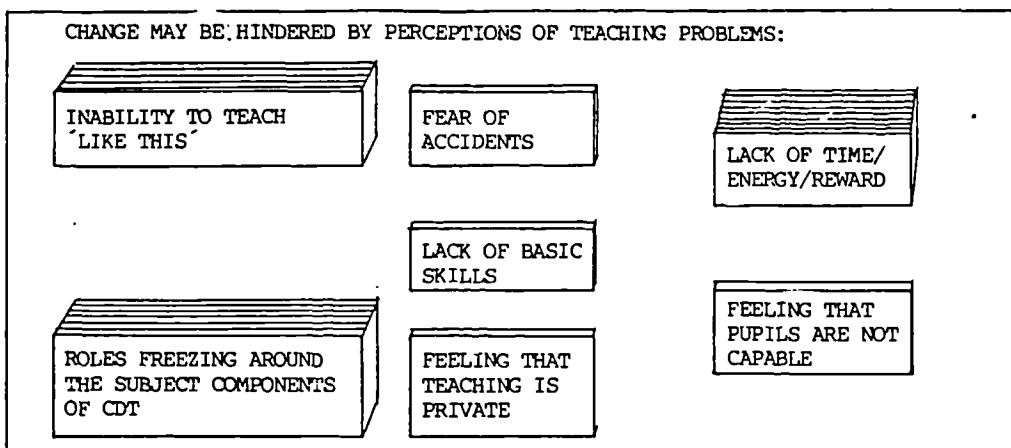 CHANGE MAY BE HINDERED BY PERCEPTIONS OF TEACHING PROBLEMS:
INABILITY TO TEACH
´LIKE THIS´
FEAR OF
ACCIDENTS
LACK OF TIME/
ENERGY/REWARD
LACK OF BASIC
SKILLS
ROLES FREEZING AROUND
THE SUBJECT COMPONENTS
OF CDT
FEELING THAT
TEACHING IS
PRIVATE
FEELING THAT
PUPILS ARE NOT
CAPABLE